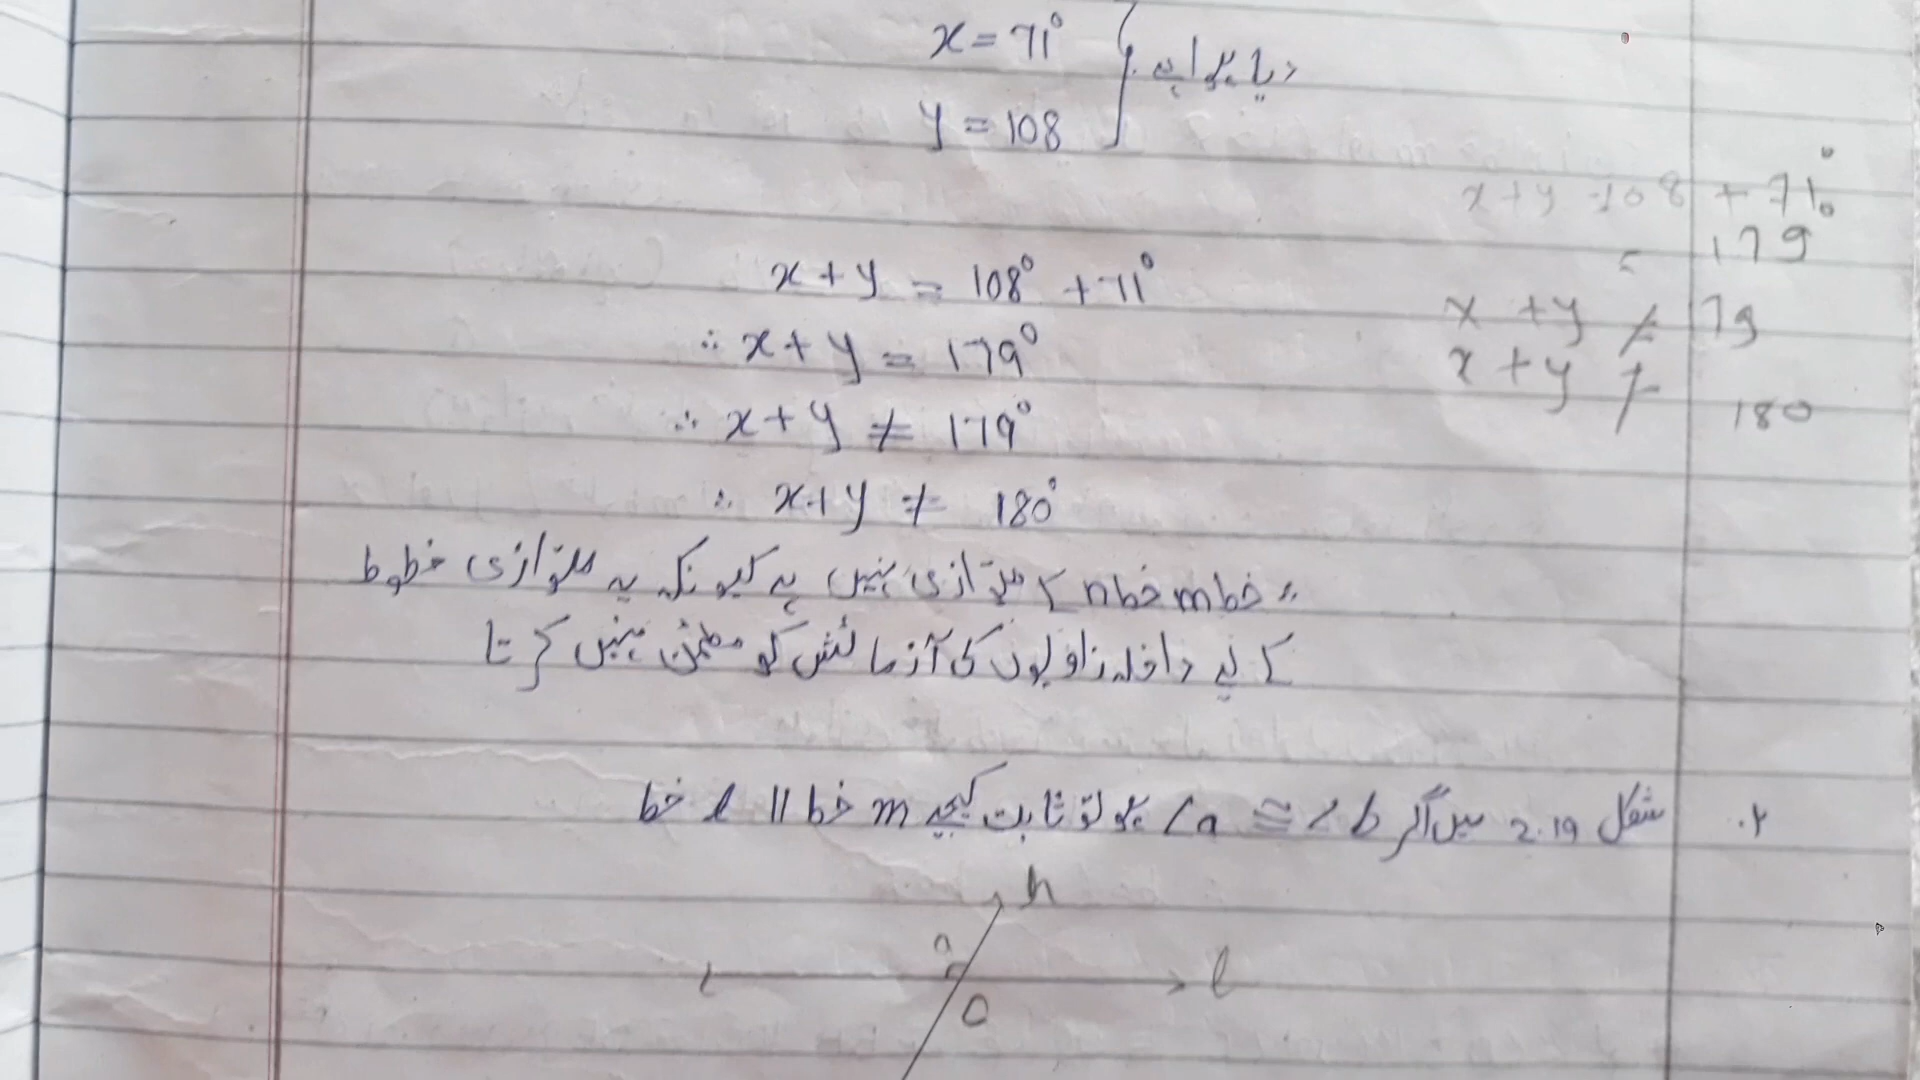 x = 71°
y = 108
دیا ہوا ہے
x + y = 108 + 71°
= 179
x + y = 108° + 71°
∴ x + y = 179°
x + y ≠ 179
∴ x + y ≠ 179°
x + y ≠ 180
∴ x + y ≠ 180°
∴ خط m خط n کے متوازی نہیں ہے کیونکہ یہ متوازی خطوط
کے لیے داخلہ زاویوں کی آزمائش کو مطمئن نہیں کرتا
۲. شکل 2.19 میں اگر ∠a ≅ ∠b ہو تو ثابت کیجیے خط l || خط m
n
a
l